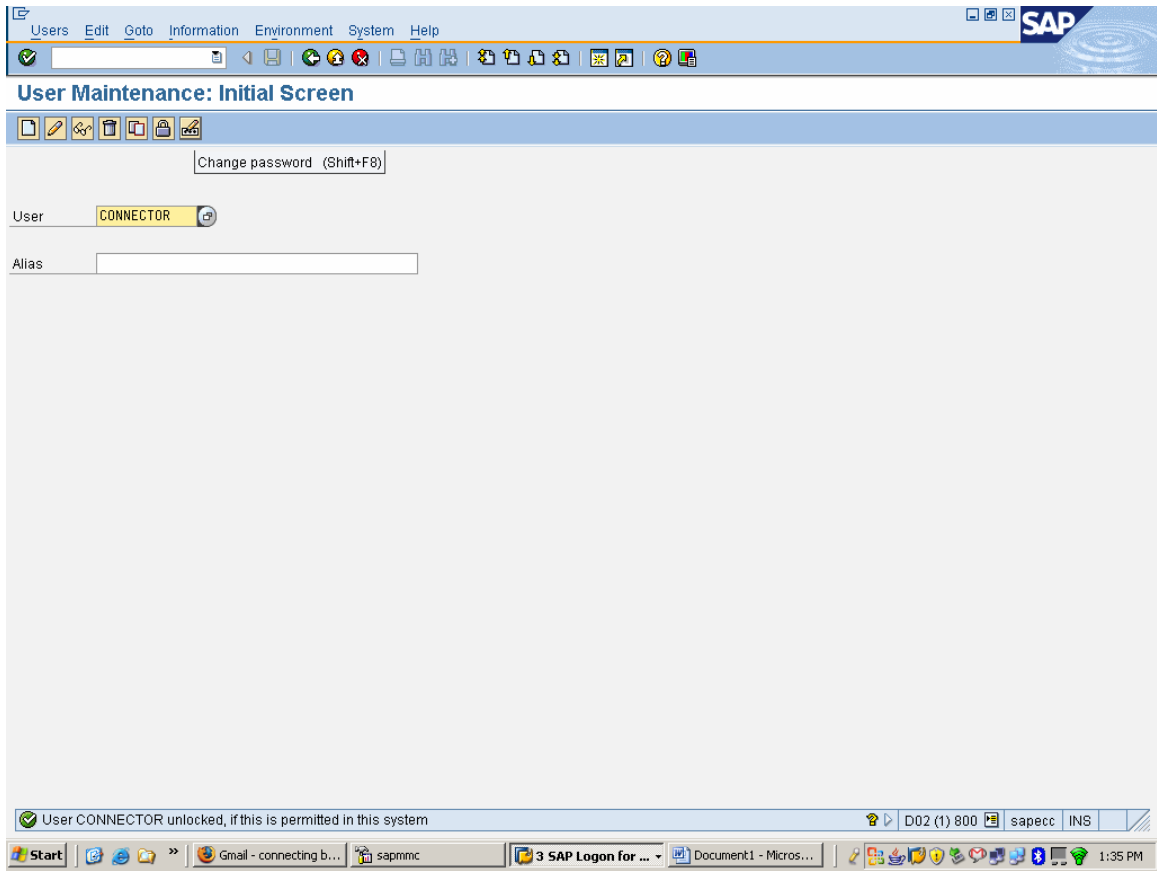 Users Edit Goto Information Environment System Help
SAP
User Maintenance: Initial Screen
Change password (Shift+F8)
User CONNECTOR
Alias
User CONNECTOR unlocked, if this is permitted in this system
D02 (1) 800 sapecc INS
Start » Gmail - connecting b... sapmmc 3 SAP Logon for ... Document1 - Micros... 1:35 PM